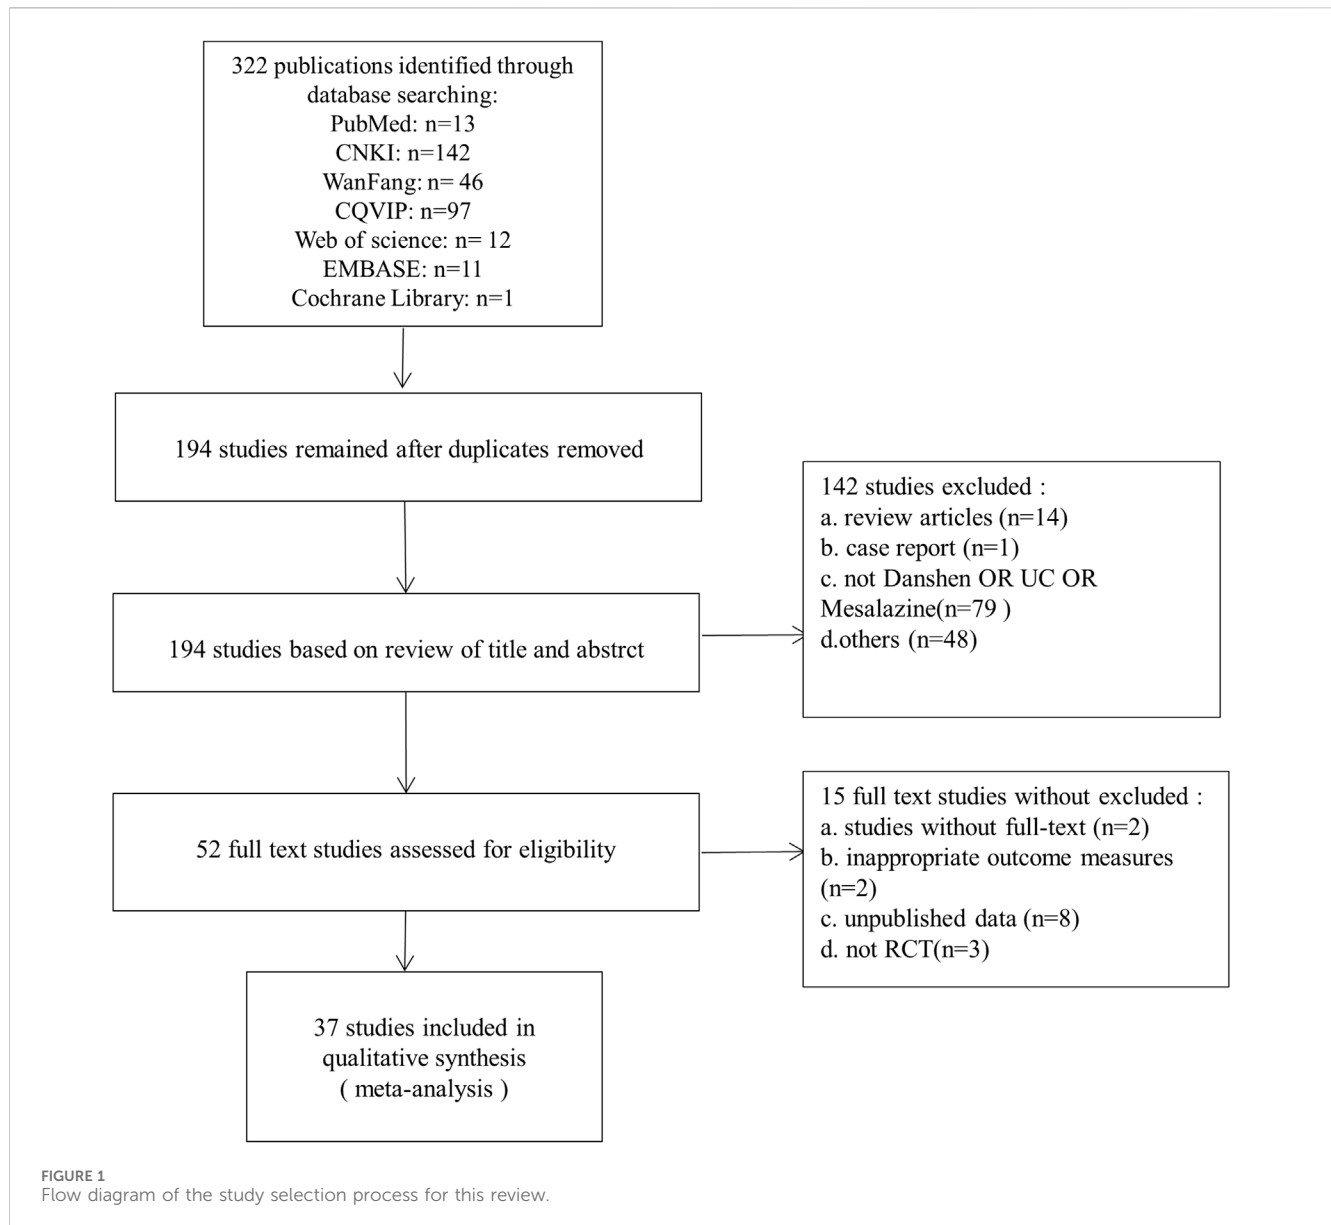 322 publications identified through
database searching:
PubMed: n=13
CNKI: n=142
WanFang: n= 46
CQVIP: n=97
Web of science: n= 12
EMBASE: n=11
Cochrane Library: n=1
194 studies remained after duplicates removed
142 studies excluded :
a. review articles (n=14)
b. case report (n=1)
c. not Danshen OR UC OR
Mesalazine(n=79 )
d.others (n=48)
194 studies based on review of title and abstrct
52 full text studies assessed for eligibility
15 full text studies without excluded :
a. studies without full-text (n=2)
b. inappropriate outcome measures
(n=2)
c. unpublished data (n=8)
d. not RCT(n=3)
37 studies included in
qualitative synthesis
( meta-analysis )
FIGURE 1
Flow diagram of the study selection process for this review.